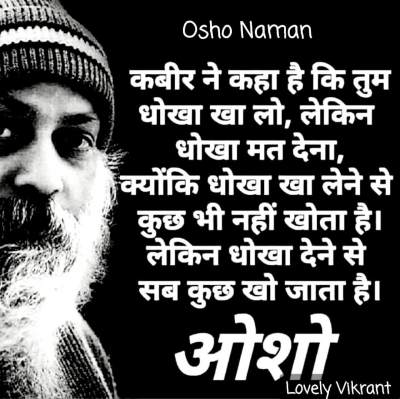 Osho Naman
कबीर ने कहा है कि तुम
धोखा खा लो, लेकिन
धोखा मत देना,
क्योंकि धोखा खा लेने से
कुछ भी नहीं खोता है।
लेकिन धोखा देने से
सब कुछ खो जाता है।
ओशो
Lovely Vikrant